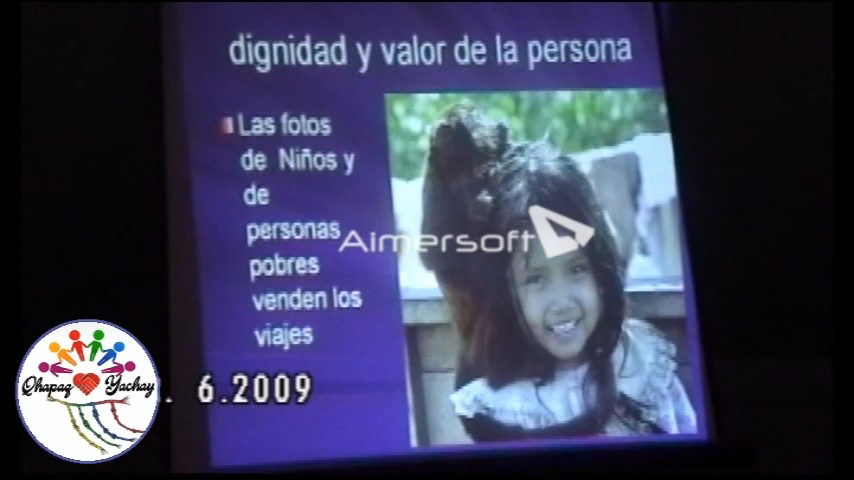 dignidad y valor de la persona
Las fotos
de Niños y
de
personas
pobres
venden los
viajes
Aimersoft
Qhapaq Yachay
. 6.2009